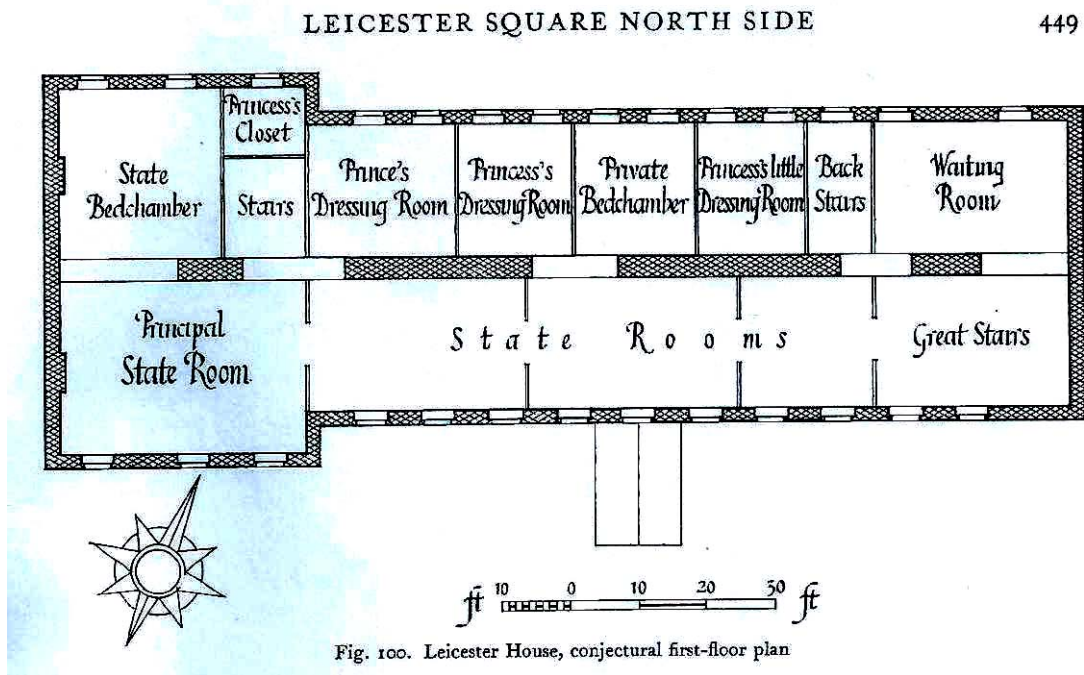 LEICESTER SQUARE NORTH SIDE 449
Princess's
Closet
State
Bedchamber
Stairs
Prince's
Dressing Room
Princess's
Dressing Room
Private
Bedchamber
Princess's little
Dressing Room
Back
Stairs
Waiting
Room
Principal
State Room
State Rooms
Great Stairs
ft 10 0 10 20 30 ft
Fig. 100. Leicester House, conjectural first-floor plan